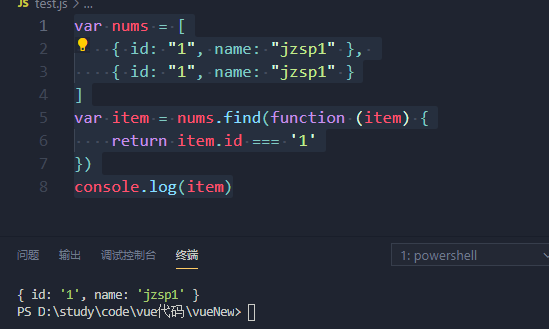 JS test.js > ...
1 var nums = [
2 { id: "1", name: "jzsp1" },
3 { id: "1", name: "jzsp1" }
4 ]
5 var item = nums.find(function (item) {
6 return item.id === '1'
7 })
8 console.log(item)
问题 输出 调试控制台 终端 1: powershell
{ id: '1', name: 'jzsp1' }
PS D:\study\code\vue代码\vueNew>